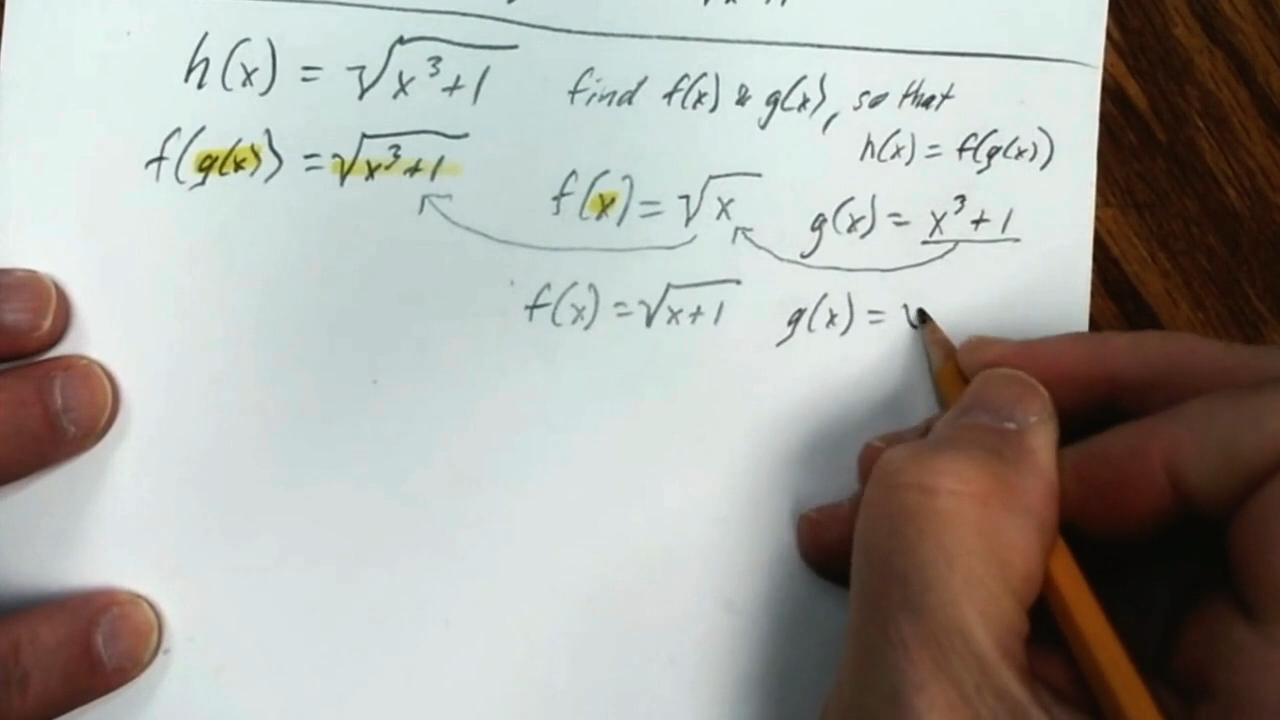 h(x) = √(x³+1) find f(x) & g(x), so that
h(x) = f(g(x))
f(g(x)) = √(x³+1)
f(x) = √x g(x) = x³+1
f(x) = √(x+1) g(x) =